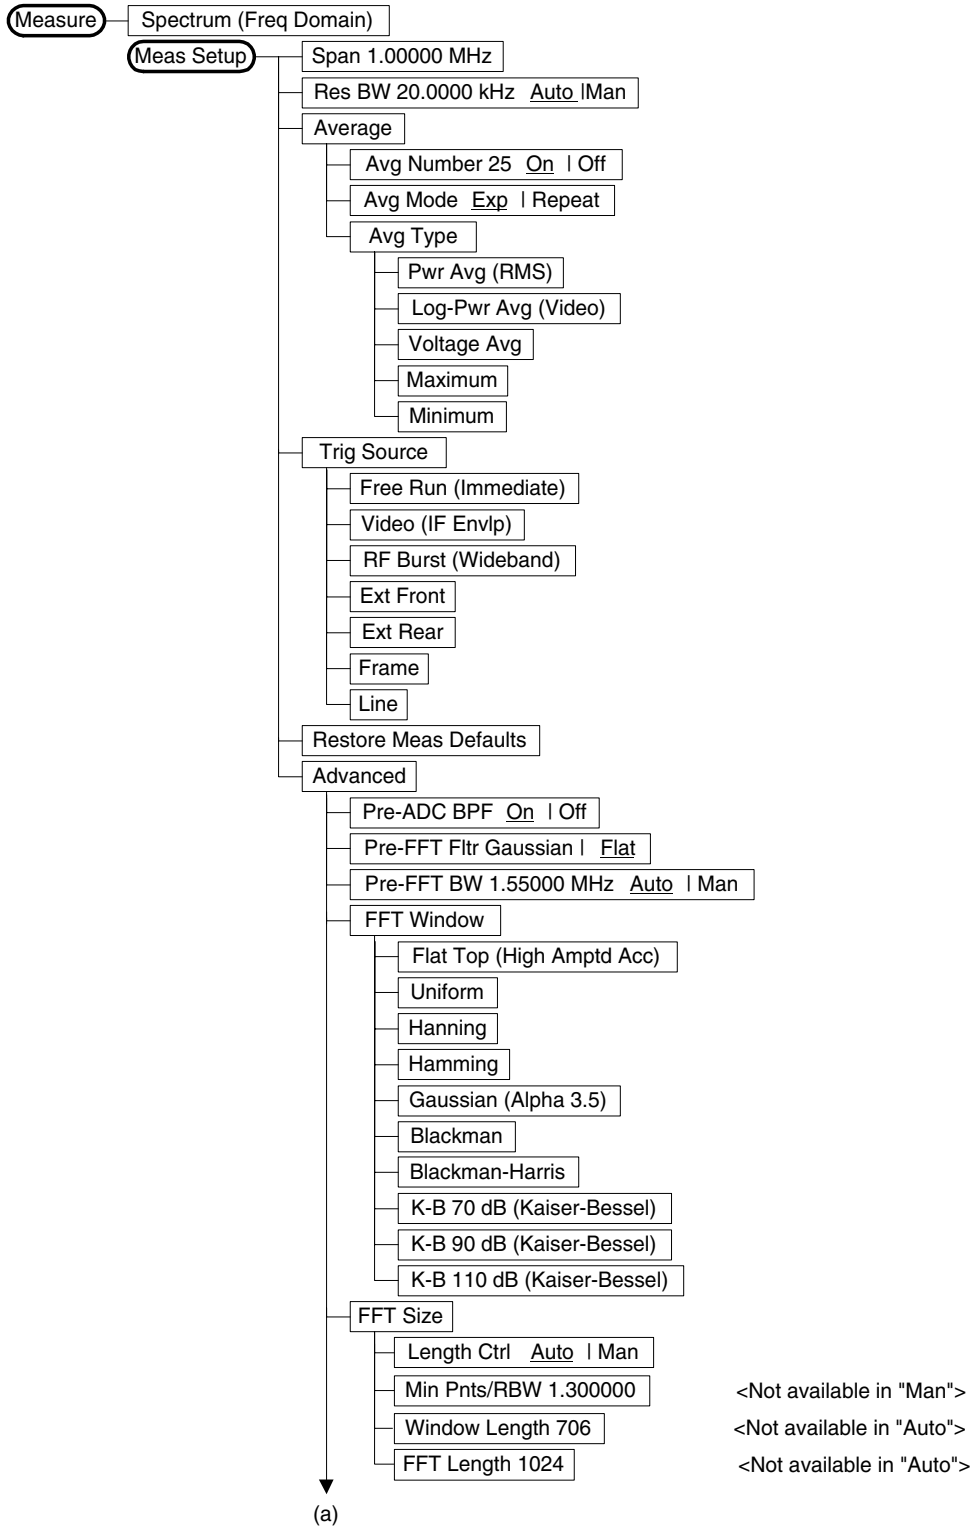 Measure
Spectrum (Freq Domain)
Meas Setup
Span 1.00000 MHz
Res BW 20.0000 kHz Auto |Man
Average
Avg Number 25 On | Off
Avg Mode Exp | Repeat
Avg Type
Pwr Avg (RMS)
Log-Pwr Avg (Video)
Voltage Avg
Maximum
Minimum
Trig Source
Free Run (Immediate)
Video (IF Envlp)
RF Burst (Wideband)
Ext Front
Ext Rear
Frame
Line
Restore Meas Defaults
Advanced
Pre-ADC BPF On | Off
Pre-FFT Fltr Gaussian | Flat
Pre-FFT BW 1.55000 MHz Auto | Man
FFT Window
Flat Top (High Amptd Acc)
Uniform
Hanning
Hamming
Gaussian (Alpha 3.5)
Blackman
Blackman-Harris
K-B 70 dB (Kaiser-Bessel)
K-B 90 dB (Kaiser-Bessel)
K-B 110 dB (Kaiser-Bessel)
FFT Size
Length Ctrl Auto | Man
Min Pnts/RBW 1.300000 <Not available in "Man">
Window Length 706 <Not available in "Auto">
FFT Length 1024 <Not available in "Auto">
(a)